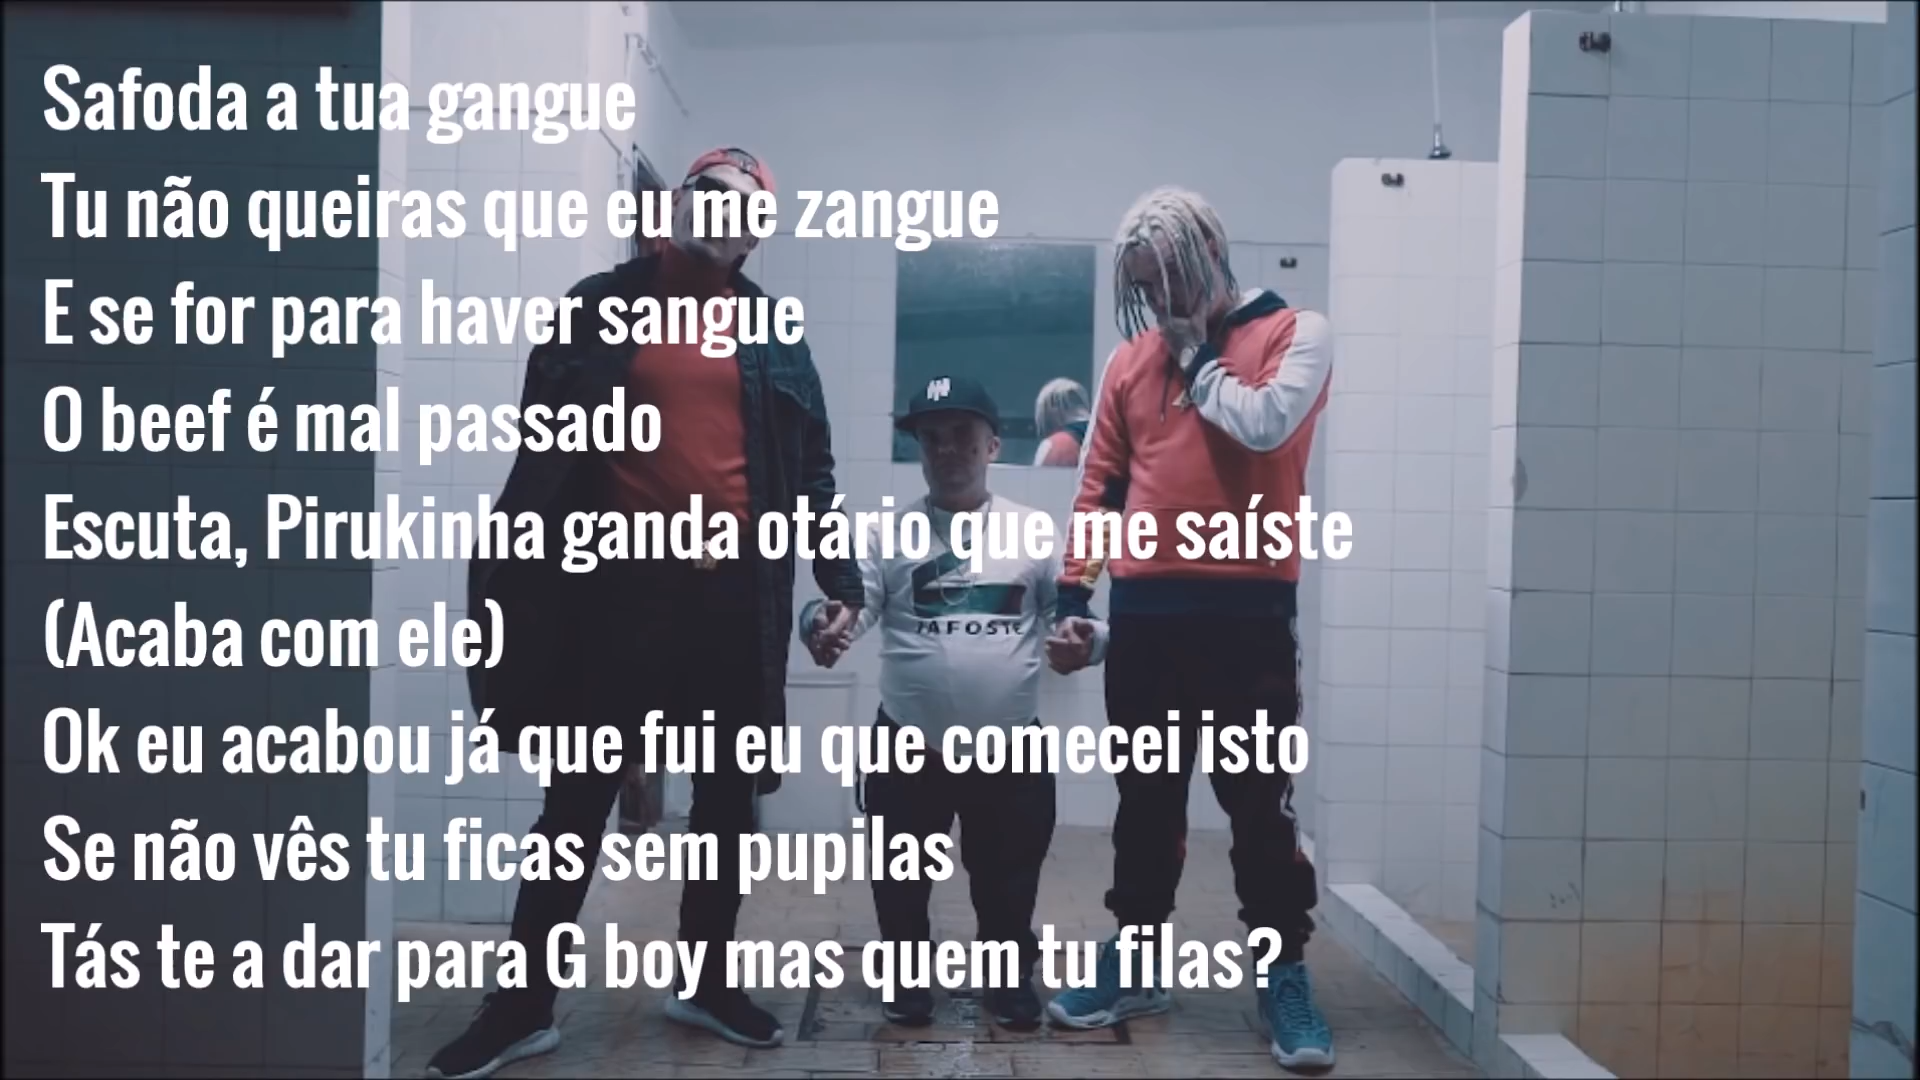 Safoda a tua gangue
Tu não queiras que eu me zangue
E se for para haver sangue
O beef é mal passado
Escuta, Pirukinha ganda otário que me saíste
(Acaba com ele)
Ok eu acabou já que fui eu que comecei isto
Se não vês tu ficas sem pupilas
Tás te a dar para G boy mas quem tu filas?
JAFOSTE